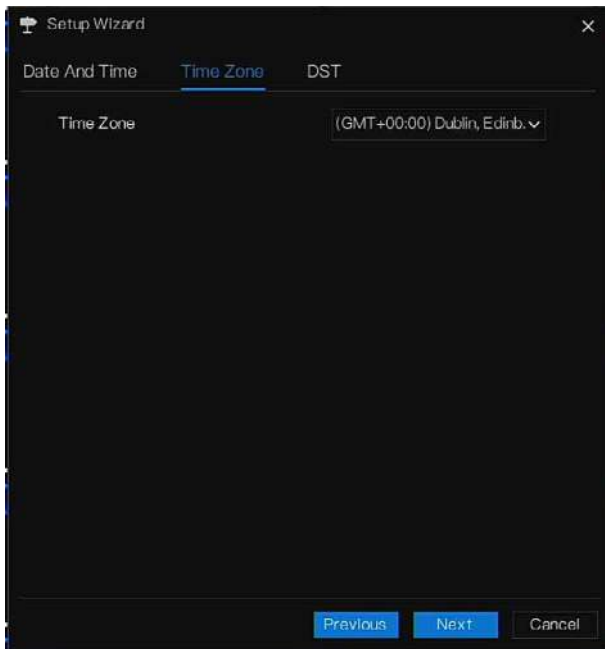 Setup Wizard
Date And Time Time Zone DST
Time Zone (GMT+00:00) Dublin, Edinb.
Previous Next Cancel